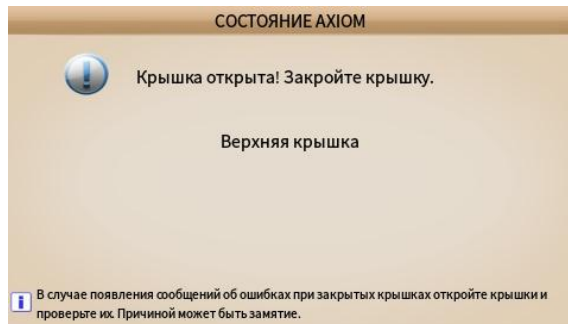 СОСТОЯНИЕ AXIOM
Крышка открыта! Закройте крышку.
Верхняя крышка
В случае появления сообщений об ошибках при закрытых крышках откройте крышки и
проверьте их. Причиной может быть замятие.